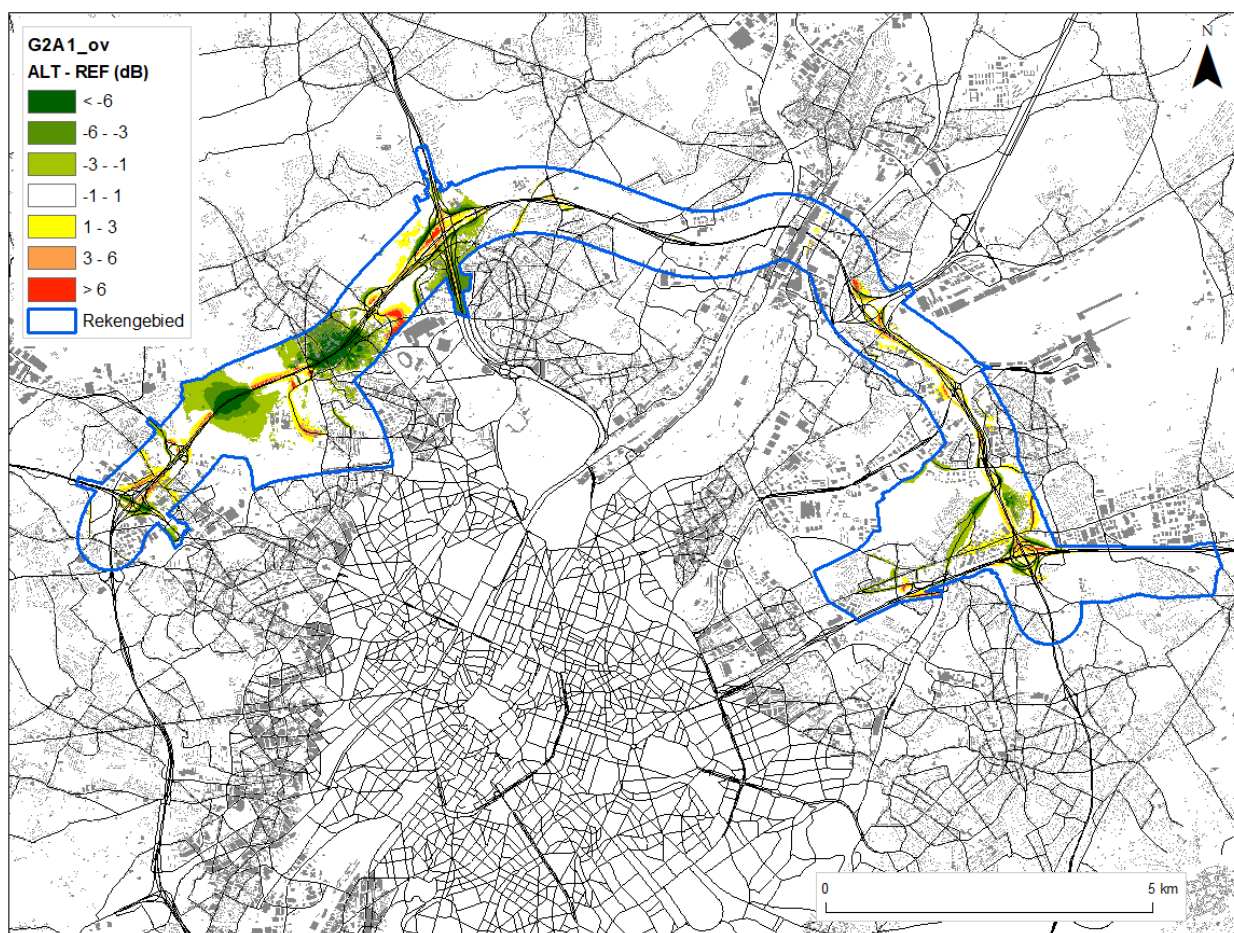 G2A1_ov
ALT - REF (dB)
< -6
-6 - -3
-3 - -1
-1 - 1
1 - 3
3 - 6
> 6
Rekengebied
N
0 5 km